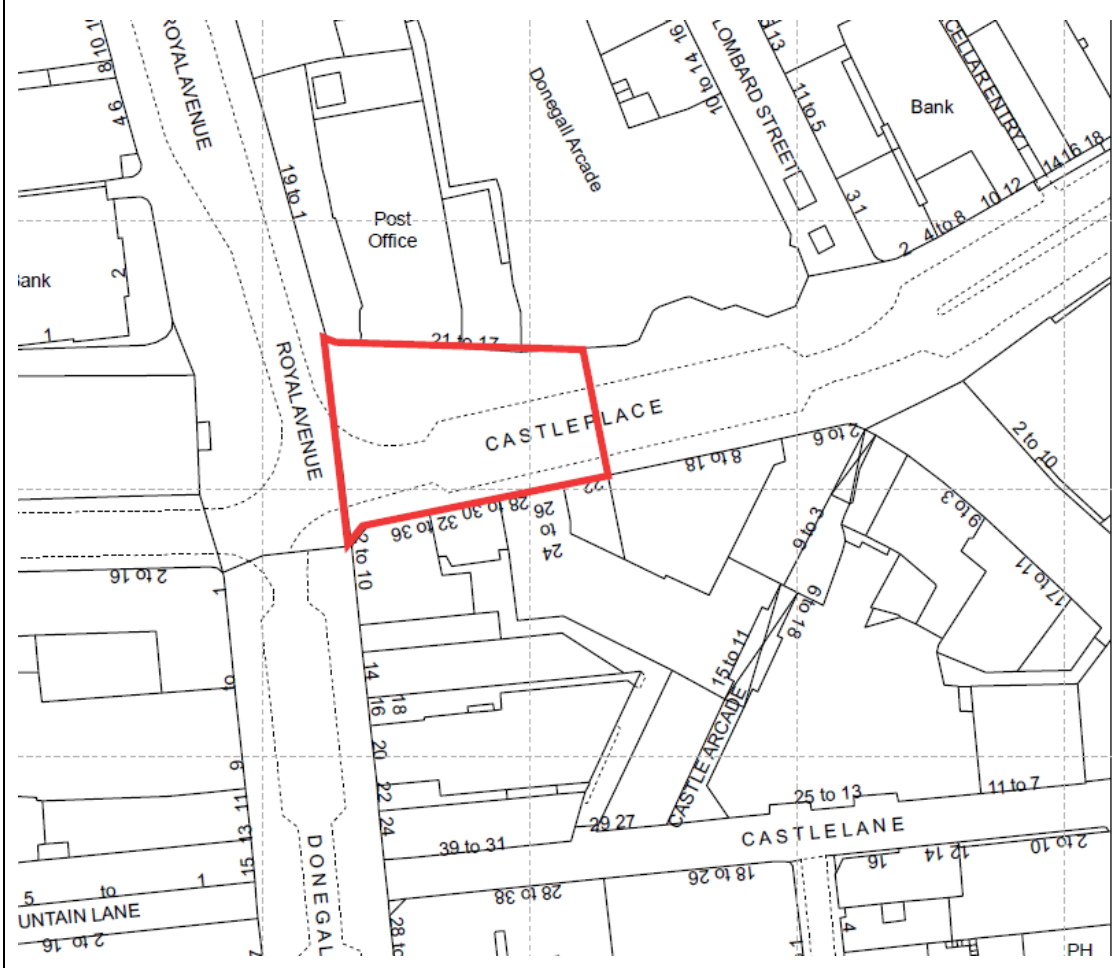 ROYAL AVENUE
8 10
4 6
19 to 1
Post
Office
Donegall Arcade
16
14
10 to
LOMBARD STREET
13
11 to 5
3 1
Bank
CELLAR ENTRY
2
4 to 8
10 12
14 16 18
2
1
21 to 17
ROYAL AVENUE
CASTLE PLACE
22
28 to 30
32 to 36
26
to
24
8 to 18
2 to 6
2 to 10
9 to 3
9 to 3
17 to 11
6 to 18
15 to 11
CASTLE ARCADE
2 to 16
1
to
9
11
13
15
2 to 10
14
16
18
20
22
24
39 to 31
29 27
25 to 13
11 to 7
CASTLE LANE
28 to 38
18 to 26
16
12 14
2 to 10
5 to 1
UNTAIN LANE
2 to 16
DONEGAL
28 to
1
4
PH